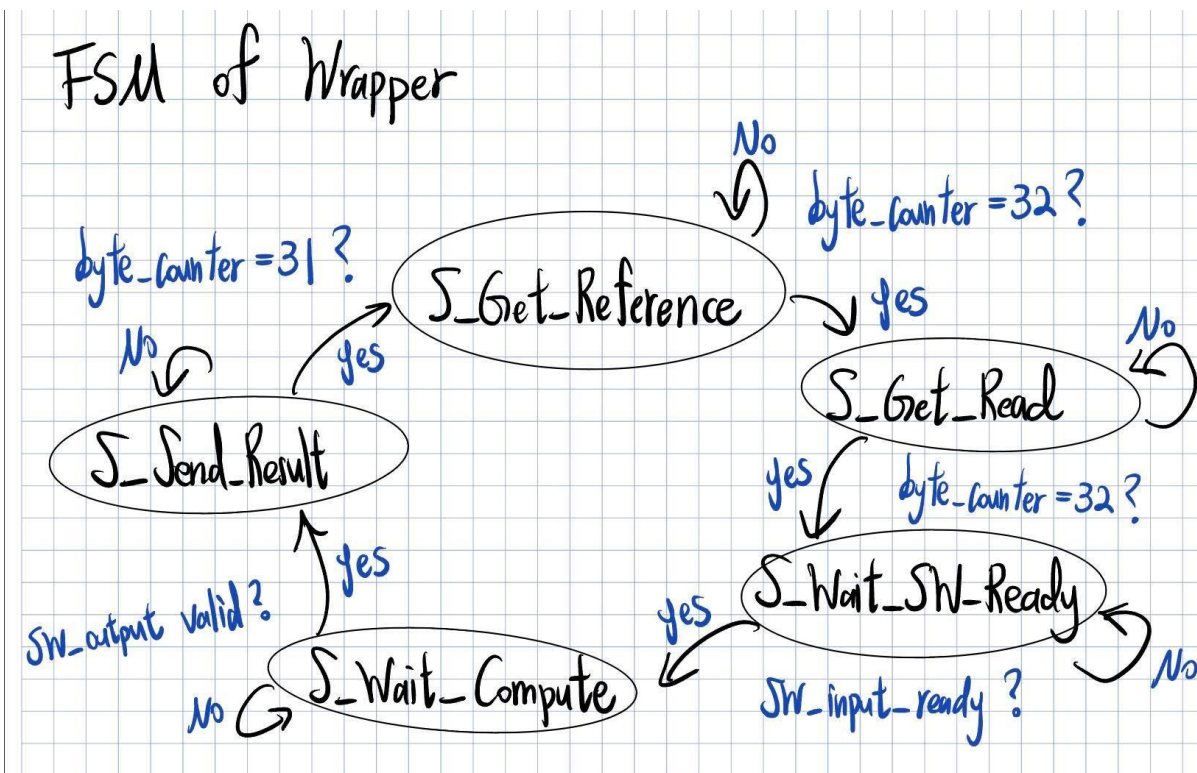 FSM of Wrapper
No
byte_counter = 32 ?
byte_counter = 31 ?
S_Get_Reference
yes
No
yes
No
S_Get_Read
S_Send_Result
yes
byte_counter = 32 ?
yes
S_Wait_SW_Ready
SW_output valid ?
yes
S_Wait_Compute
No
No
SW_input_ready ?